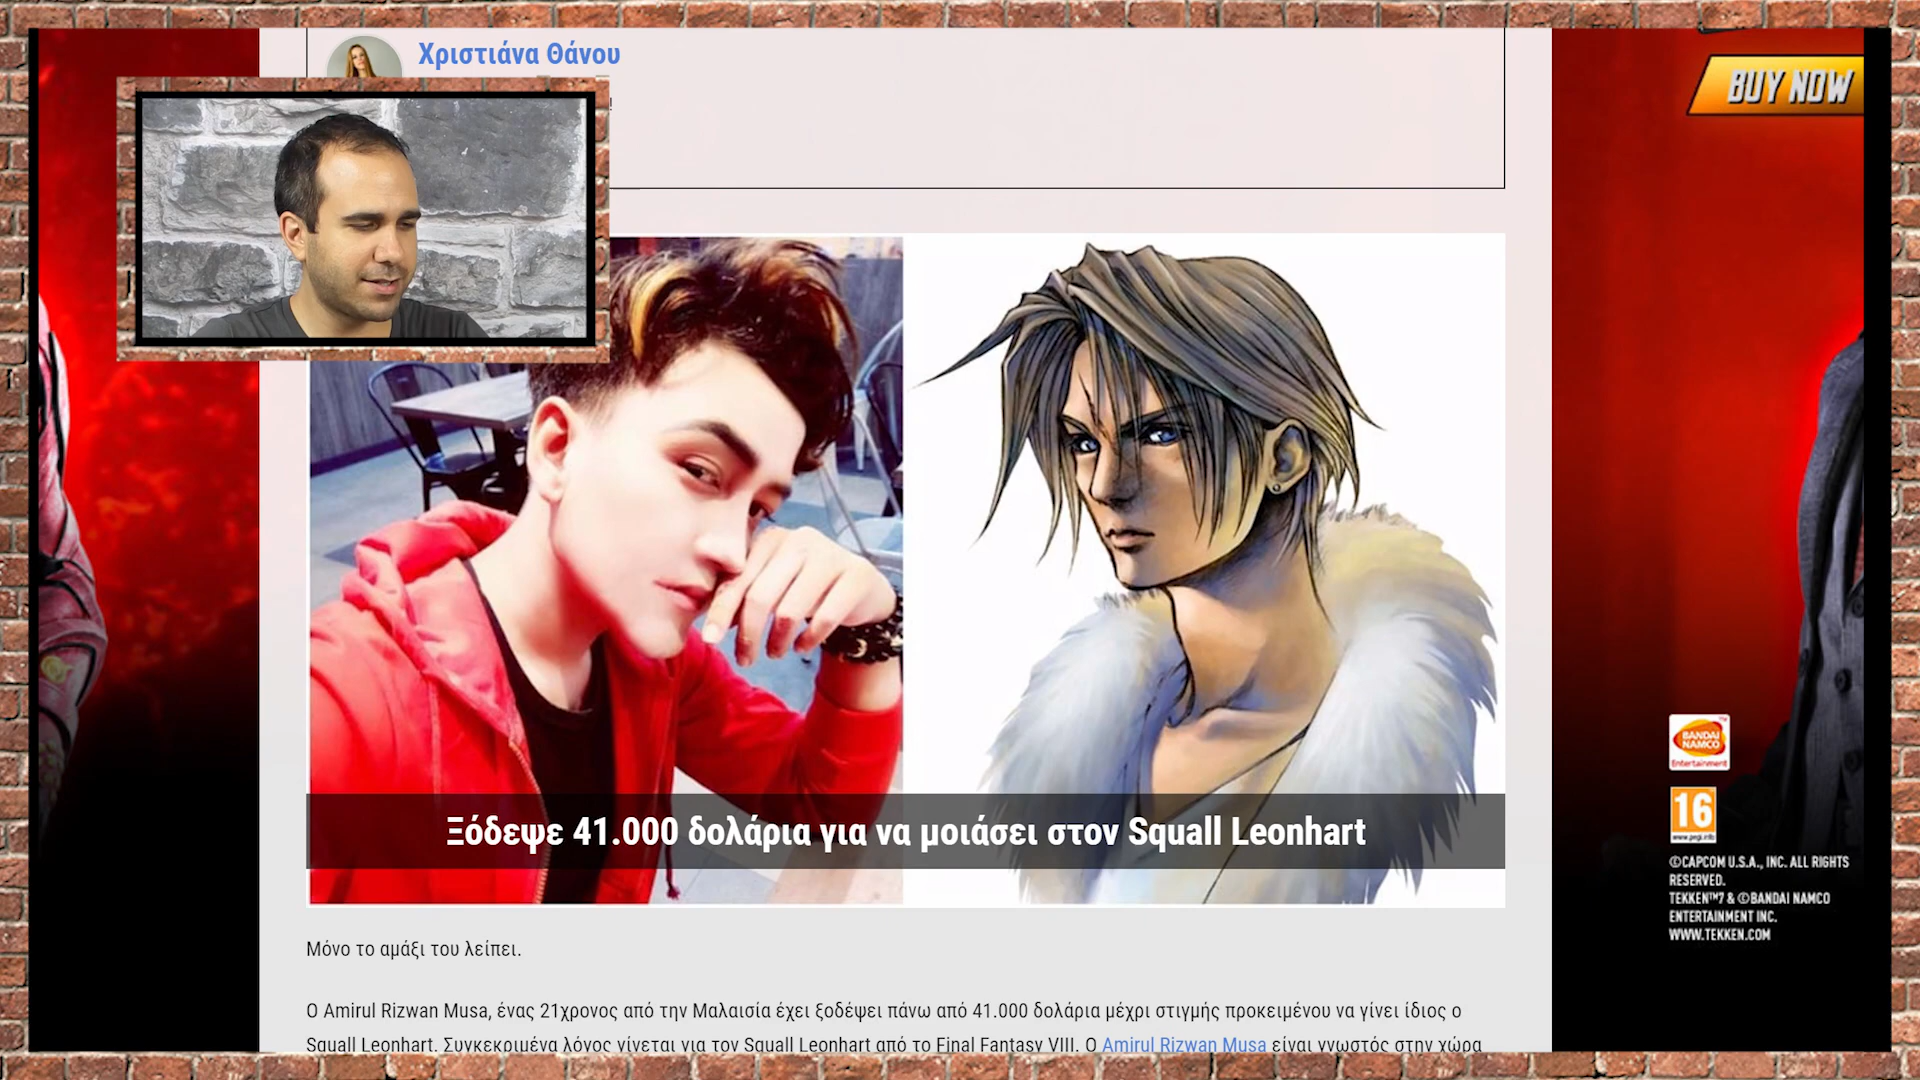 Χριστιάνα Θάνου
!
BUY NOW
Ξόδεψε 41.000 δολάρια για να μοιάσει στον Squall Leonhart
Μόνο το αμάξι του λείπει.
Ο Amirul Rizwan Musa, ένας 21χρονος από την Μαλαισία έχει ξοδέψει πάνω από 41.000 δολάρια μέχρι στιγμής προκειμένου να γίνει ίδιος ο
Squall Leonhart. Συγκεκριμένα λόγος γίνεται για τον Squall Leonhart από το Final Fantasy VIII. Ο Amirul Rizwan Musa είναι γνωστός στην χώρα
BANDAI
NAMCO
Entertainment
16
www.pegi.info
©CAPCOM U.S.A., INC. ALL RIGHTS
RESERVED.
TEKKEN™7 & ©BANDAI NAMCO
ENTERTAINMENT INC.
WWW.TEKKEN.COM